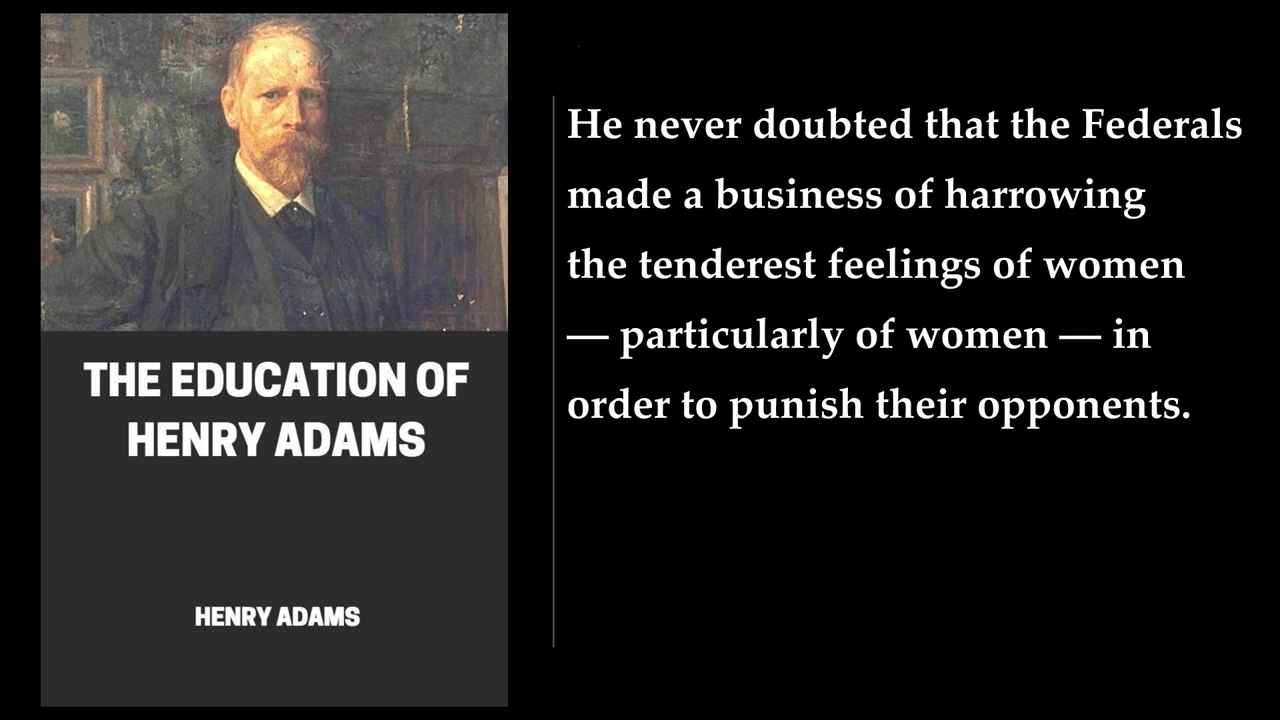 THE EDUCATION OF
HENRY ADAMS
HENRY ADAMS
He never doubted that the Federals
made a business of harrowing
the tenderest feelings of women
— particularly of women — in
order to punish their opponents.